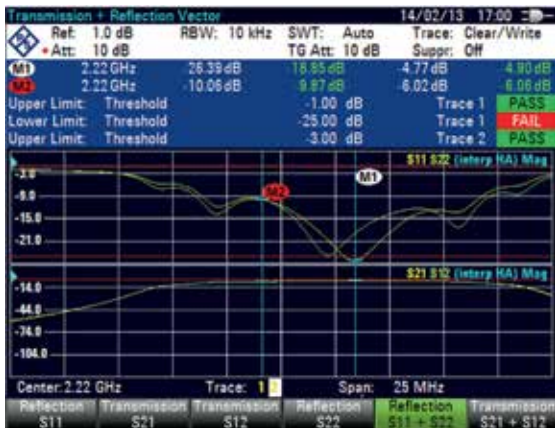 Transmission + Reflection Vector 14/02/13 17:00
Ref: 1.0 dB RBW: 10 kHz SWT: Auto Trace: Clear/Write
• Att: 10 dB TG Att: 10 dB Suppr: Off
M1 2.22 GHz -26.39 dB -18.85 dB -4.77 dB -4.90 dB
M2 2.22 GHz -10.06 dB -9.87 dB -6.02 dB -6.06 dB
Upper Limit: Threshold -1.00 dB Trace 1 PASS
Lower Limit: Threshold -25.00 dB Trace 1 FAIL
Upper Limit: Threshold -3.00 dB Trace 2 PASS
S11 S22 (interp HA) Mag
-3.0
M1
M2
-9.0
-15.0
-21.0
S21 S12 (interp HA) Mag
-14.0
-44.0
-74.0
-104.0
Center: 2.22 GHz Trace: 1 2 Span: 25 MHz
Reflection Transmission Transmission Reflection Reflection Transmission
S11 S21 S12 S22 S11 + S22 S21 + S12